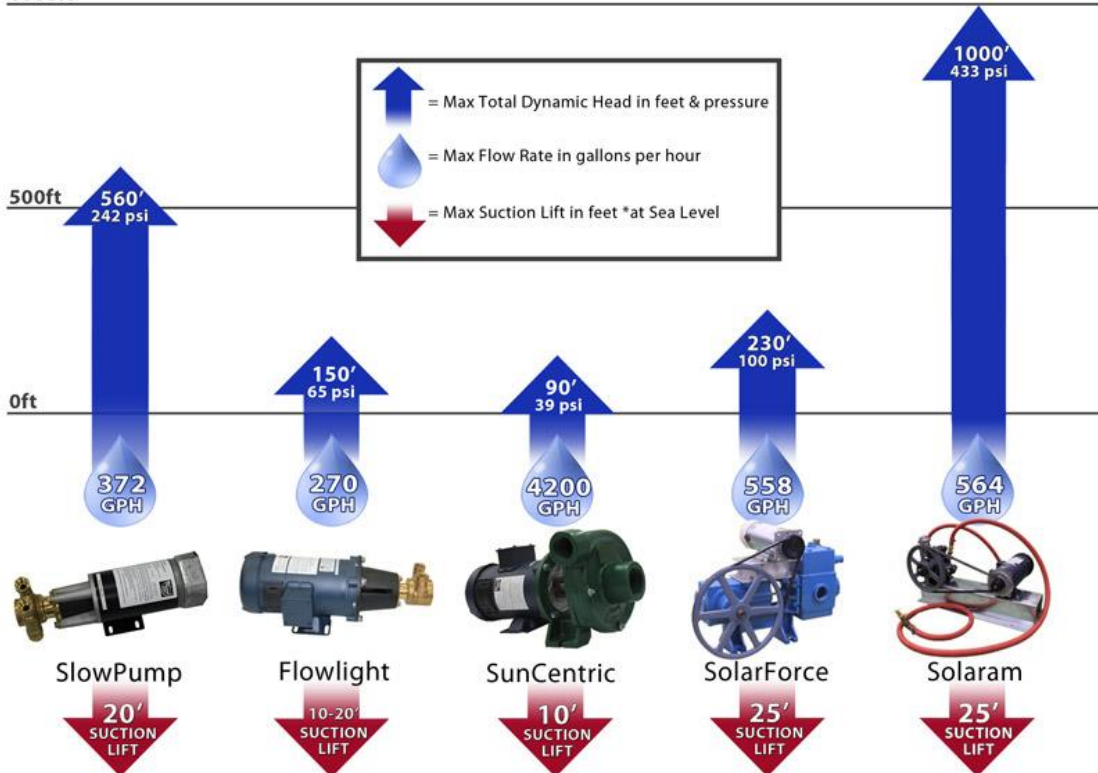 1000'
433 psi
= Max Total Dynamic Head in feet & pressure
= Max Flow Rate in gallons per hour
= Max Suction Lift in feet *at Sea Level
500ft
560'
242 psi
150'
65 psi
90'
39 psi
230'
100 psi
0ft
372
GPH
270
GPH
4200
GPH
558
GPH
564
GPH
SlowPump
Flowlight
SunCentric
SolarForce
Solaram
20'
SUCTION
LIFT
10-20'
SUCTION
LIFT
10'
SUCTION
LIFT
25'
SUCTION
LIFT
25'
SUCTION
LIFT